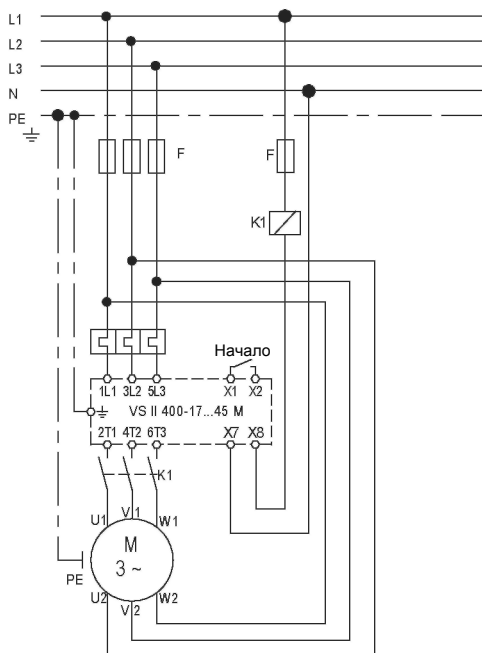 L1
L2
L3
N
PE
F
F
K1
Начало
1L1 3L2 5L3 X1 X2
VS II 400-17...45 M
2T1 4T2 6T3 X7 X8
K1
U1 V1 W1
M
3 ~
PE
U2 V2 W2